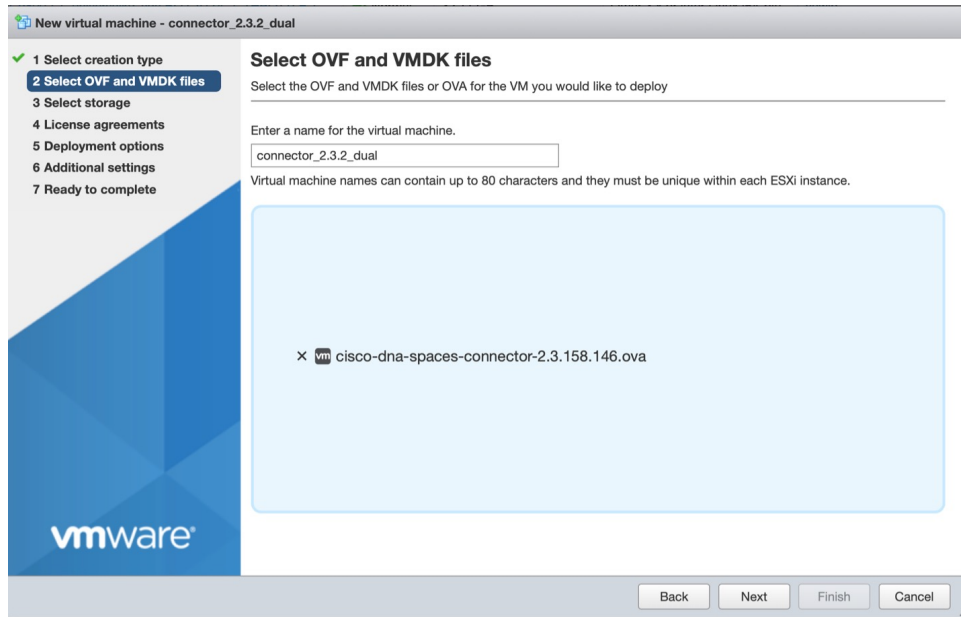 New virtual machine - connector_2.3.2_dual
1 Select creation type
2 Select OVF and VMDK files
3 Select storage
4 License agreements
5 Deployment options
6 Additional settings
7 Ready to complete
Select OVF and VMDK files
Select the OVF and VMDK files or OVA for the VM you would like to deploy
Enter a name for the virtual machine.
connector_2.3.2_dual
Virtual machine names can contain up to 80 characters and they must be unique within each ESXi instance.
vm cisco-dna-spaces-connector-2.3.158.146.ova
vmware®
Back Next Finish Cancel